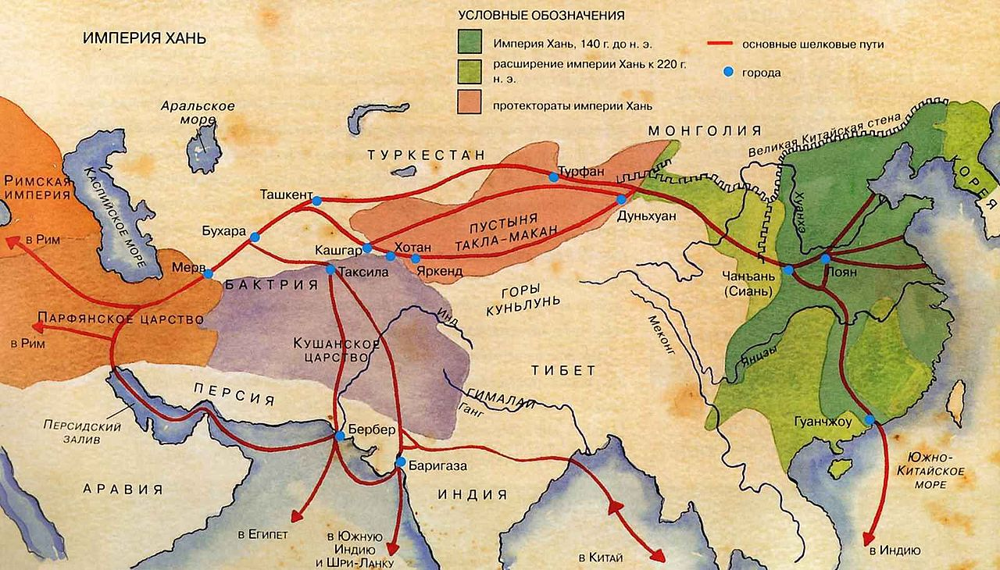 ИМПЕРИЯ ХАНЬ
УСЛОВНЫЕ ОБОЗНАЧЕНИЯ
Империя Хань, 140 г. до н. э.
расширение империи Хань к 220 г.
н. э.
протектораты империи Хань
основные шелковые пути
города
Аральское
море
ТУРКЕСТАН
МОНГОЛИЯ
Великая Китайская стена
КОРЕЯ
Римская
империя
в Рим
КАСПИЙСКОЕ МОРЕ
Ташкент
Бухара
Мерв
Турфан
Дуньхуан
ПУСТЫНЯ
ТАКЛА-МАКАН
Кашгар
Хотан
Яркенд
Таксила
БАКТРИЯ
Хуанхэ
Чанъань
(Сиань)
Лоян
ГОРЫ
КУНЬЛУНЬ
Парфянское царство
в Рим
Кушанское
царство
Инд
Меконг
Янцзы
ТИБЕТ
ГИМАЛАИ
Ганг
ПЕРСИЯ
Персидский
залив
Бербер
Баригаза
Гуанчжоу
Южно-
Китайское
море
АРАВИЯ
ИНДИЯ
в Египет
в Южную
Индию
и Шри-Ланку
в Китай
в Индию